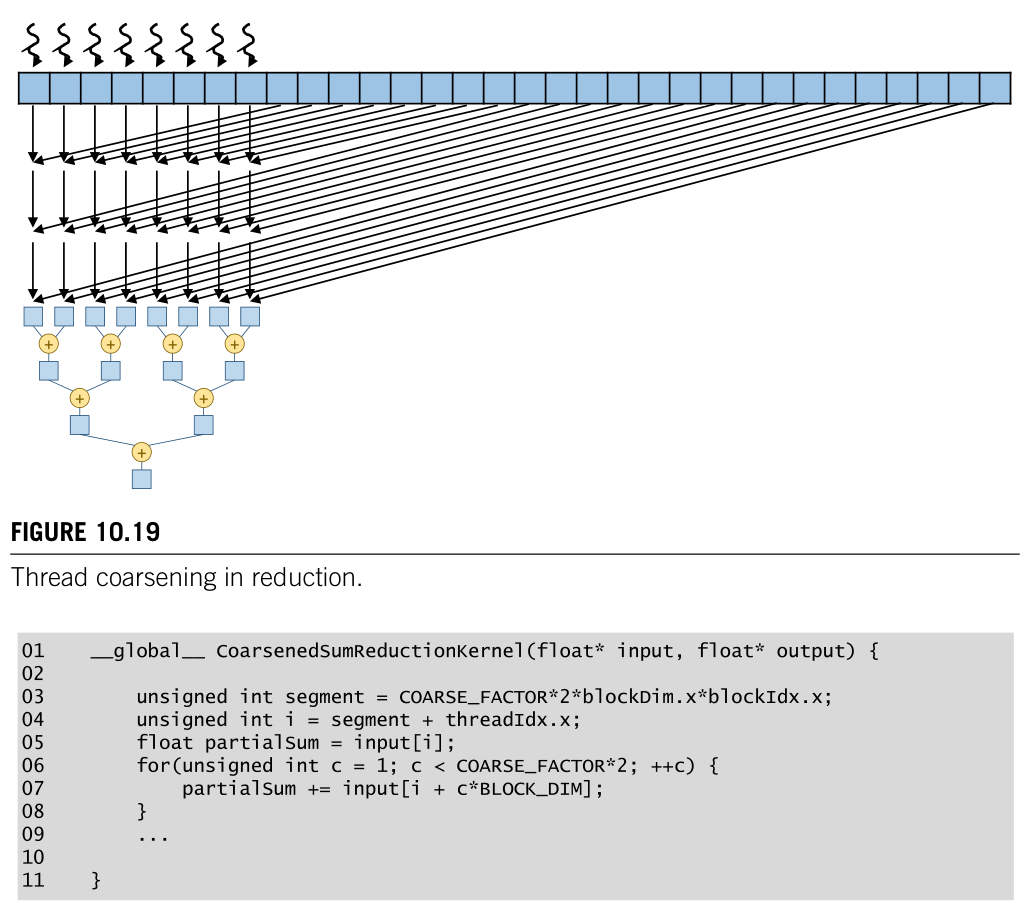 + + + +
+ +
+
FIGURE 10.19
Thread coarsening in reduction.
01    __global__ CoarsenedSumReductionKernel(float* input, float* output) {
02
03        unsigned int segment = COARSE_FACTOR*2*blockDim.x*blockIdx.x;
04        unsigned int i = segment + threadIdx.x;
05        float partialSum = input[i];
06        for(unsigned int c = 1; c < COARSE_FACTOR*2; ++c) {
07            partialSum += input[i + c*BLOCK_DIM];
08        }
09        ...
10
11    }